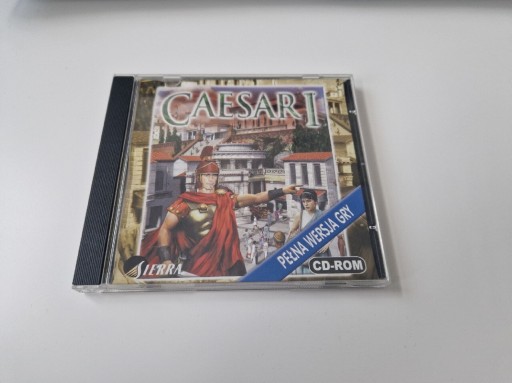 CAESAR I
SIERRA
PEŁNA WERSJA GRY
CD-ROM